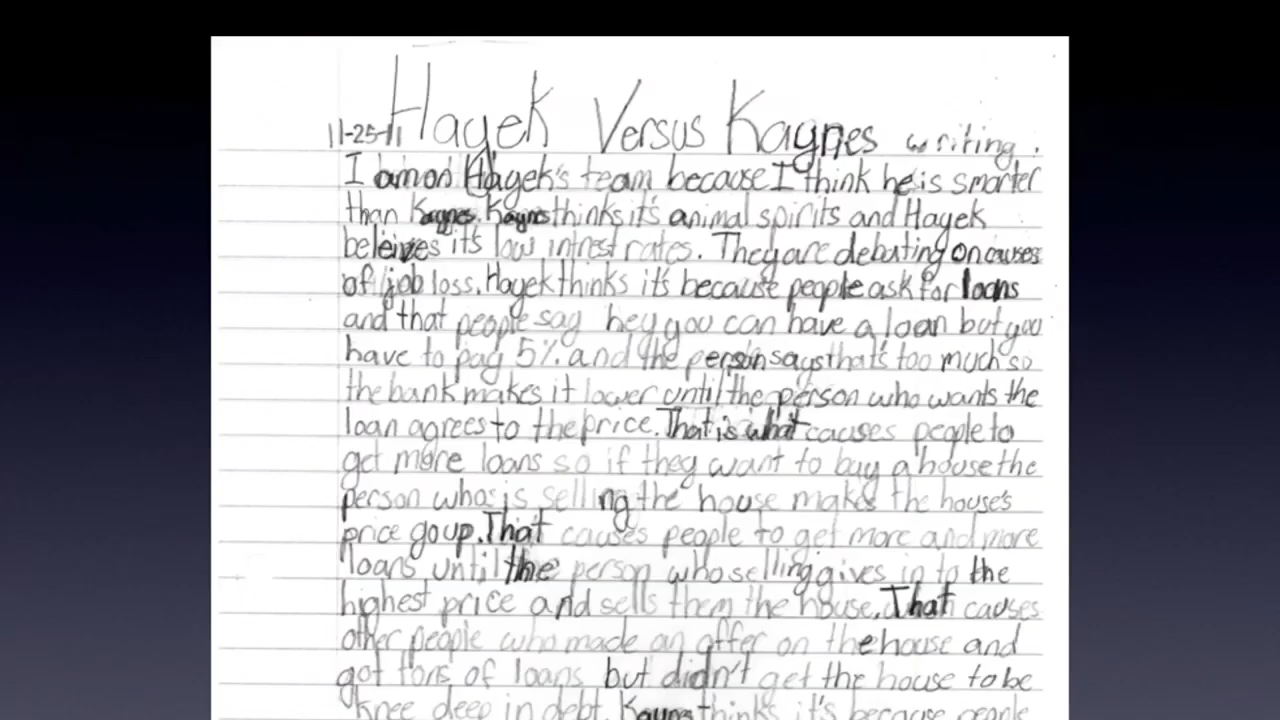 Hayek Versus Kaynes writing.
11-25-11
I am on Hayek's team because I think he is smarter
than Kaynes. Kaynes thinks it's animal spirits and Hayek
beleives it's low intrest rates. They are debating on causes
of job loss. Hayek thinks it's because people ask for loans
and that people say hey you can have a loan but you
have to pay 5%. and the person says that's too much so
the bank makes it lower until the person who wants the
loan agrees to the price. That is what causes people to
get more loans so if they want to buy a house the
person who is selling the house makes the house's
price go up. That causes people to get more and more
loans until the person who selling gives in to the
highest price and sells them the house. That causes
other people who made an offer on the house and
got tons of loans but didn't get the house to be
knee deep in debt. Kayns thinks it's because people